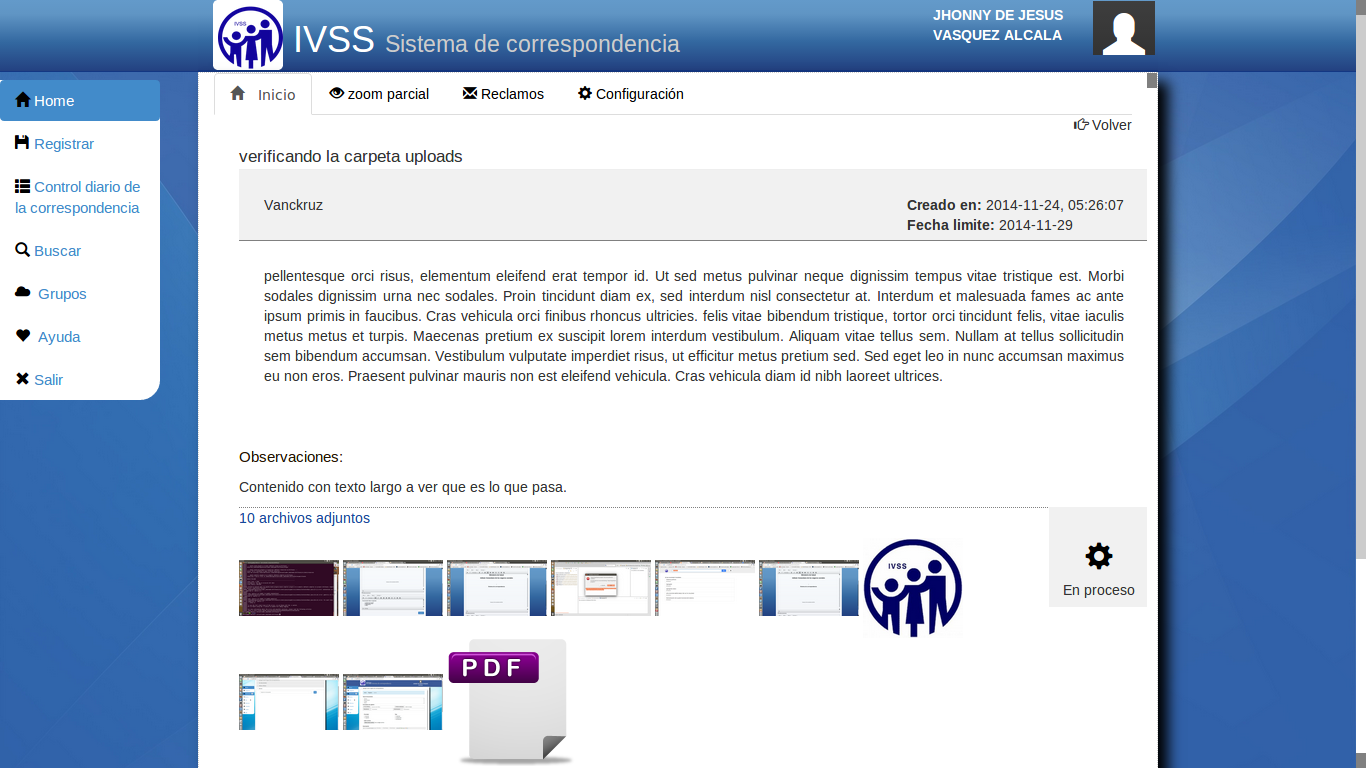 IVSS
IVSS Sistema de correspondencia
JHONNY DE JESUS
VASQUEZ ALCALA
Home
Registrar
Control diario de
la correspondencia
Buscar
Grupos
Ayuda
Salir
Inicio
zoom parcial
Reclamos
Configuración
Volver
verificando la carpeta uploads
Vanckruz
Creado en: 2014-11-24, 05:26:07
Fecha limite: 2014-11-29
pellentesque orci risus, elementum eleifend erat tempor id. Ut sed metus pulvinar neque dignissim tempus vitae tristique est. Morbi
sodales dignissim urna nec sodales. Proin tincidunt diam ex, sed interdum nisl consectetur at. Interdum et malesuada fames ac ante
ipsum primis in faucibus. Cras vehicula orci finibus rhoncus ultricies. felis vitae bibendum tristique, tortor orci tincidunt felis, vitae iaculis
metus metus et turpis. Maecenas pretium ex suscipit lorem interdum vestibulum. Aliquam vitae tellus sem. Nullam at tellus sollicitudin
sem bibendum accumsan. Vestibulum vulputate imperdiet risus, ut efficitur metus pretium sed. Sed eget leo in nunc accumsan maximus
eu non eros. Praesent pulvinar mauris non est eleifend vehicula. Cras vehicula diam id nibh laoreet ultrices.
Observaciones:
Contenido con texto largo a ver que es lo que pasa.
10 archivos adjuntos
IVSS
En proceso
PDF